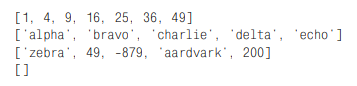 [1, 4, 9, 16, 25, 36, 49]
['alpha', 'bravo', 'charlie', 'delta', 'echo']
['zebra', 49, -879, 'aardvark', 200]
[]